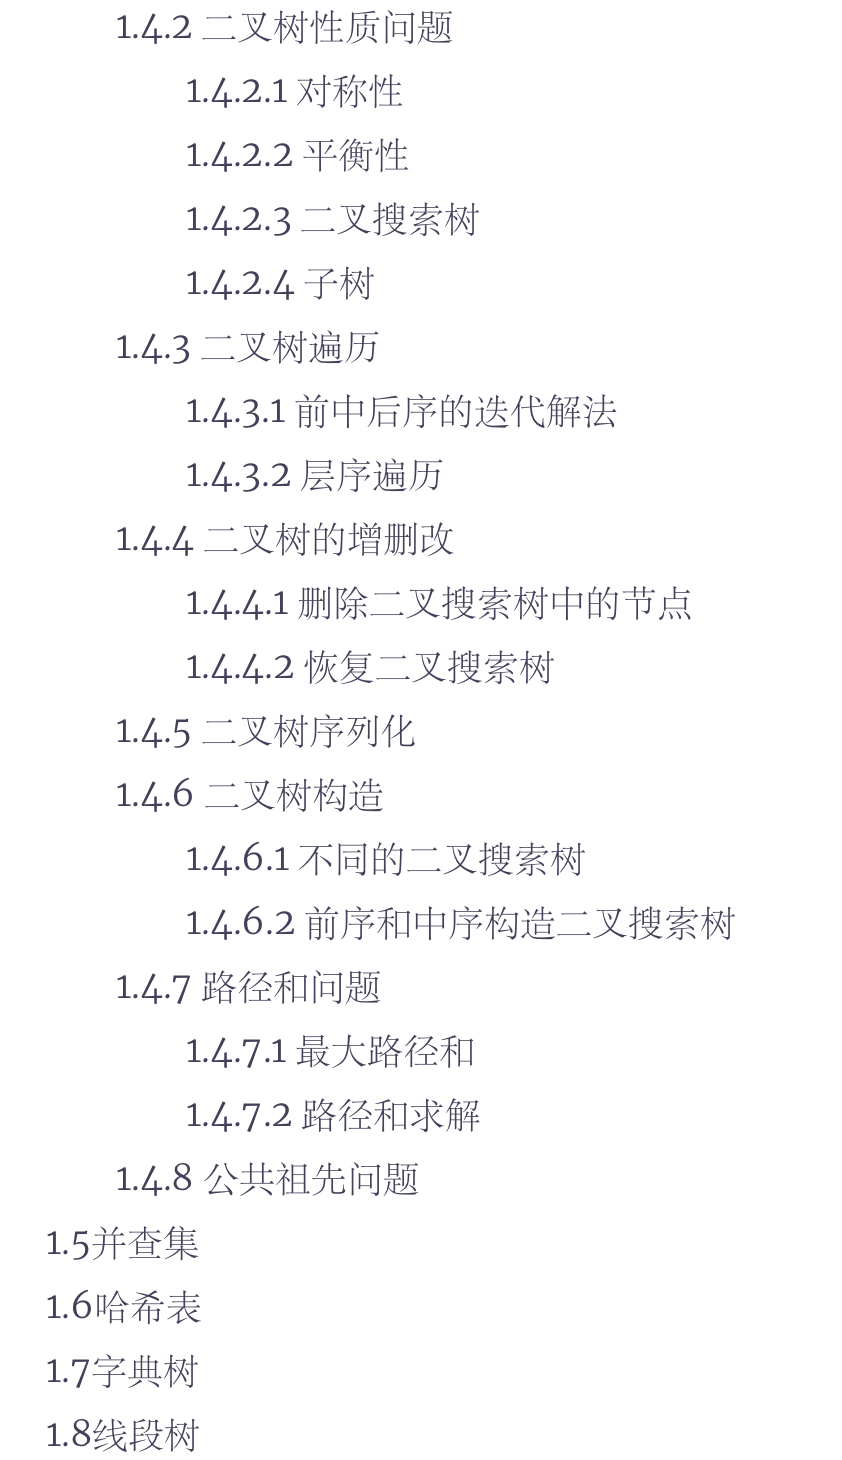 1.4.2 二叉树性质问题
1.4.2.1 对称性
1.4.2.2 平衡性
1.4.2.3 二叉搜索树
1.4.2.4 子树
1.4.3 二叉树遍历
1.4.3.1 前中后序的迭代解法
1.4.3.2 层序遍历
1.4.4 二叉树的增删改
1.4.4.1 删除二叉搜索树中的节点
1.4.4.2 恢复二叉搜索树
1.4.5 二叉树序列化
1.4.6 二叉树构造
1.4.6.1 不同的二叉搜索树
1.4.6.2 前序和中序构造二叉搜索树
1.4.7 路径和问题
1.4.7.1 最大路径和
1.4.7.2 路径和求解
1.4.8 公共祖先问题
1.5并查集
1.6哈希表
1.7字典树
1.8线段树